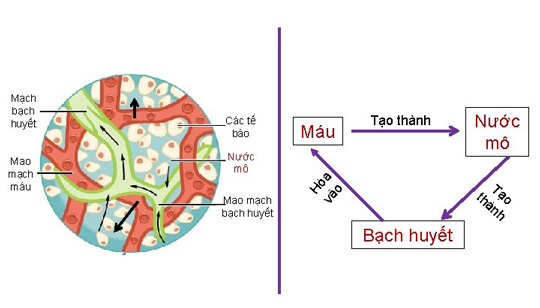 Mạch
bạch
huyết
Mao
mạch
máu
Các tế
bào
Nước
mô
Mao mạch
bạch huyết
Máu
Tạo thành
Nước
mô
Hòa
vào
Tạo
thành
Bạch huyết